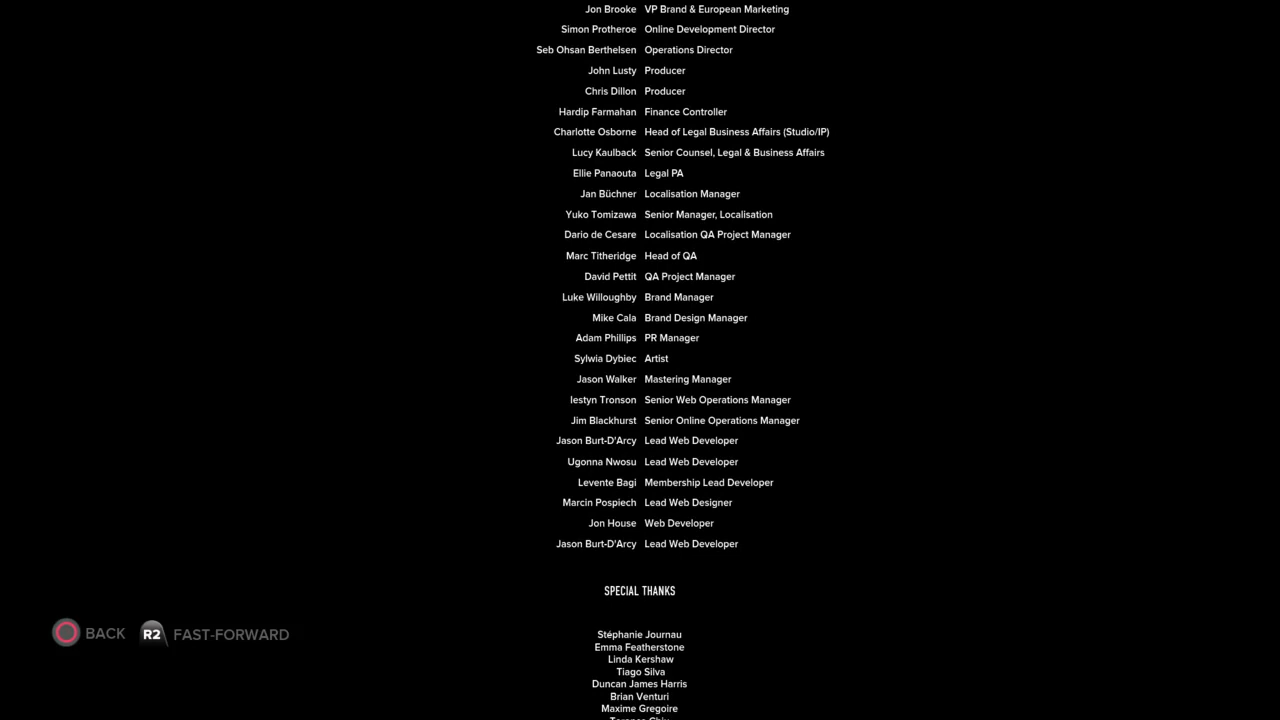 Jon Brooke VP Brand & European Marketing
Simon Protheroe Online Development Director
Seb Ohsan Berthelsen Operations Director
John Lusty Producer
Chris Dillon Producer
Hardip Farmahan Finance Controller
Charlotte Osborne Head of Legal Business Affairs (Studio/IP)
Lucy Kaulback Senior Counsel, Legal & Business Affairs
Ellie Panaouta Legal PA
Jan Büchner Localisation Manager
Yuko Tomizawa Senior Manager, Localisation
Dario de Cesare Localisation QA Project Manager
Marc Titheridge Head of QA
David Pettit QA Project Manager
Luke Willoughby Brand Manager
Mike Cala Brand Design Manager
Adam Phillips PR Manager
Sylwia Dybiec Artist
Jason Walker Mastering Manager
Iestyn Tronson Senior Web Operations Manager
Jim Blackhurst Senior Online Operations Manager
Jason Burt-D'Arcy Lead Web Developer
Ugonna Nwosu Lead Web Developer
Levente Bagi Membership Lead Developer
Marcin Pospiech Lead Web Designer
Jon House Web Developer
Jason Burt-D'Arcy Lead Web Developer
SPECIAL THANKS
Stéphanie Journau
Emma Featherstone
Linda Kershaw
Tiago Silva
Duncan James Harris
Brian Venturi
Maxime Gregoire
BACK R2 FAST-FORWARD